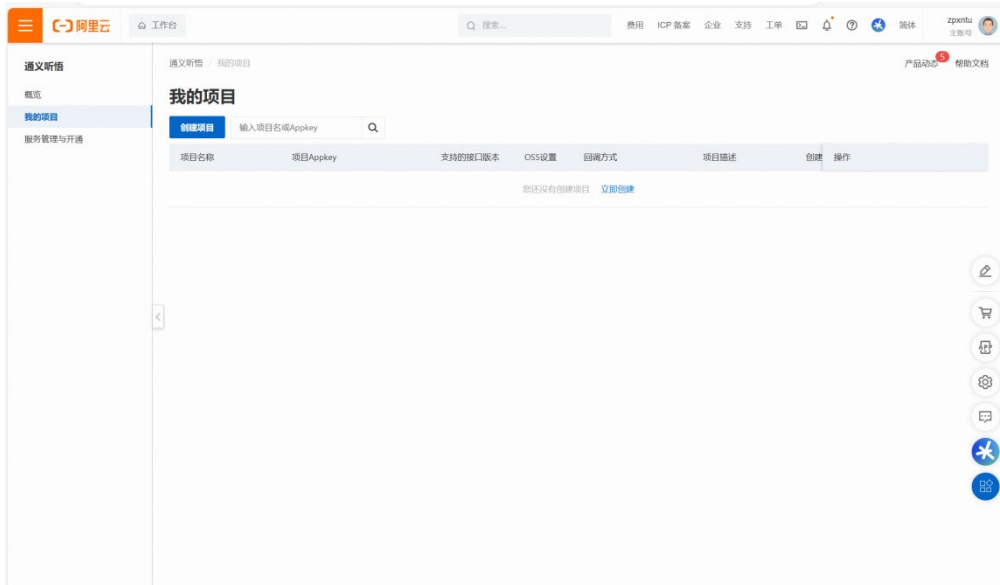 阿里云 工作台 搜索... 费用 ICP 备案 企业 支持 工单 简体 zpxntu
主账号
通义听悟 通义听悟 / 我的项目 产品动态 5 帮助文档
概览
我的项目
我的项目
服务管理与开通
创建项目 输入项目名或Appkey
项目名称 项目Appkey 支持的接口版本 OSS设置 回调方式 项目描述 创建 操作
您还没有创建项目 立即创建